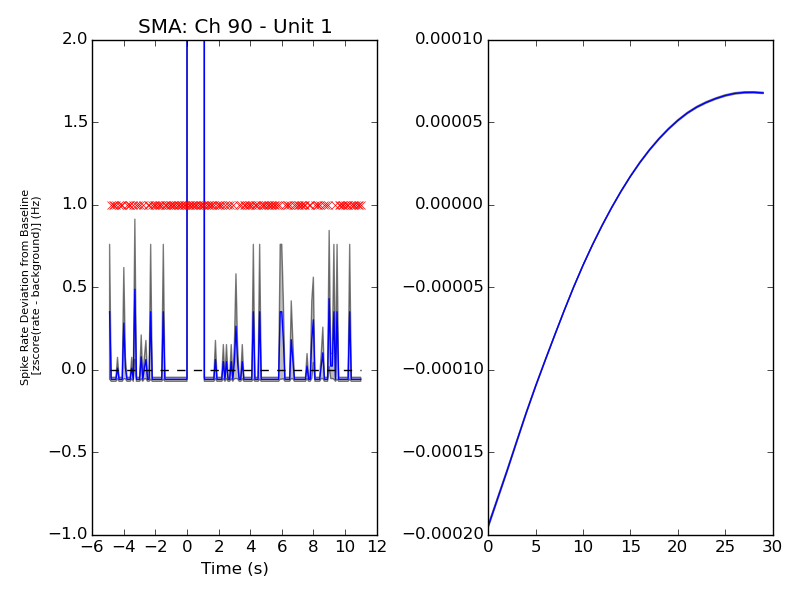 SMA: Ch 90 - Unit 1
2.0
1.5
1.0
0.5
0.0
−0.5
−1.0
−6 −4 −2 0 2 4 6 8 10 12
Time (s)
Spike Rate Deviation from Baseline
[zscore(rate - background)] (Hz)
0.00010
0.00005
0.00000
−0.00005
−0.00010
−0.00015
−0.00020
0 5 10 15 20 25 30